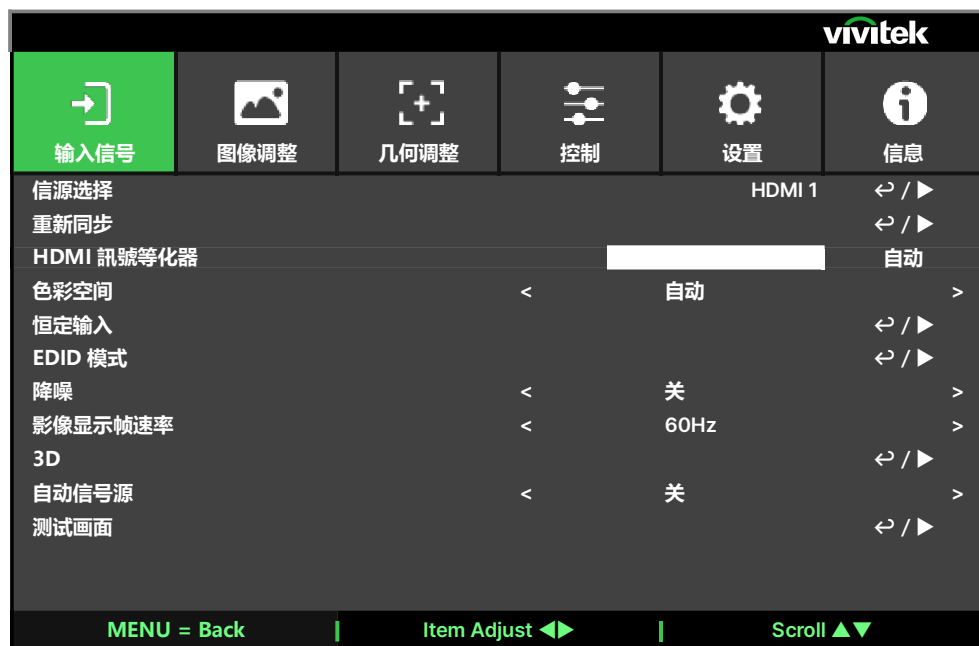 vivitek
输入信号 图像调整 几何调整 控制 设置 信息
信源选择 HDMI 1 ↩ / ▶
重新同步 ↩ / ▶
HDMI 訊號等化器 自动
色彩空间 < 自动 >
恒定输入 ↩ / ▶
EDID 模式 ↩ / ▶
降噪 < 关 >
影像显示帧速率 < 60Hz >
3D ↩ / ▶
自动信号源 < 关 >
测试画面 ↩ / ▶
MENU = Back | Item Adjust ◀▶ | Scroll ▲▼